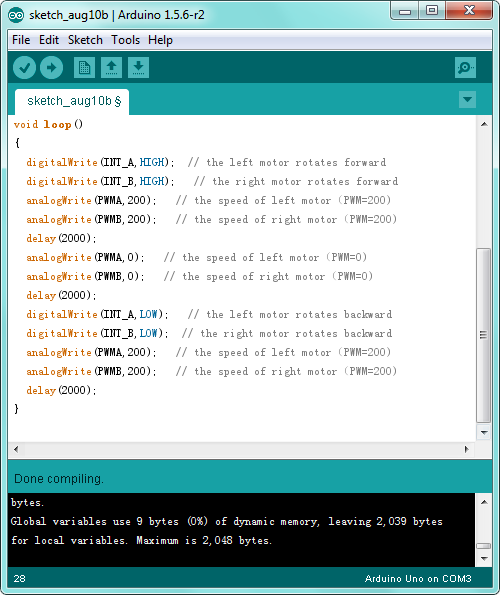 sketch_aug10b | Arduino 1.5.6-r2
File Edit Sketch Tools Help
sketch_aug10b §
void loop()
{
digitalWrite(INT_A,HIGH);  // the left motor rotates forward
digitalWrite(INT_B,HIGH);   // the right motor rotates forward
analogWrite(PWMA,200);   // the speed of left motor (PWM=200)
analogWrite(PWMB,200);   // the speed of right motor (PWM=200)
delay(2000);
analogWrite(PWMA,0);   // the speed of left motor (PWM=0)
analogWrite(PWMB,0);   // the speed of right motor (PWM=0)
delay(2000);
digitalWrite(INT_A,LOW);   // the left motor rotates backward
digitalWrite(INT_B,LOW);  // the right motor rotates backward
analogWrite(PWMA,200);   // the speed of left motor (PWM=200)
analogWrite(PWMB,200);   // the speed of right motor (PWM=200)
delay(2000);
}
Done compiling.
bytes.
Global variables use 9 bytes (0%) of dynamic memory, leaving 2,039 bytes
for local variables. Maximum is 2,048 bytes.
28 Arduino Uno on COM3